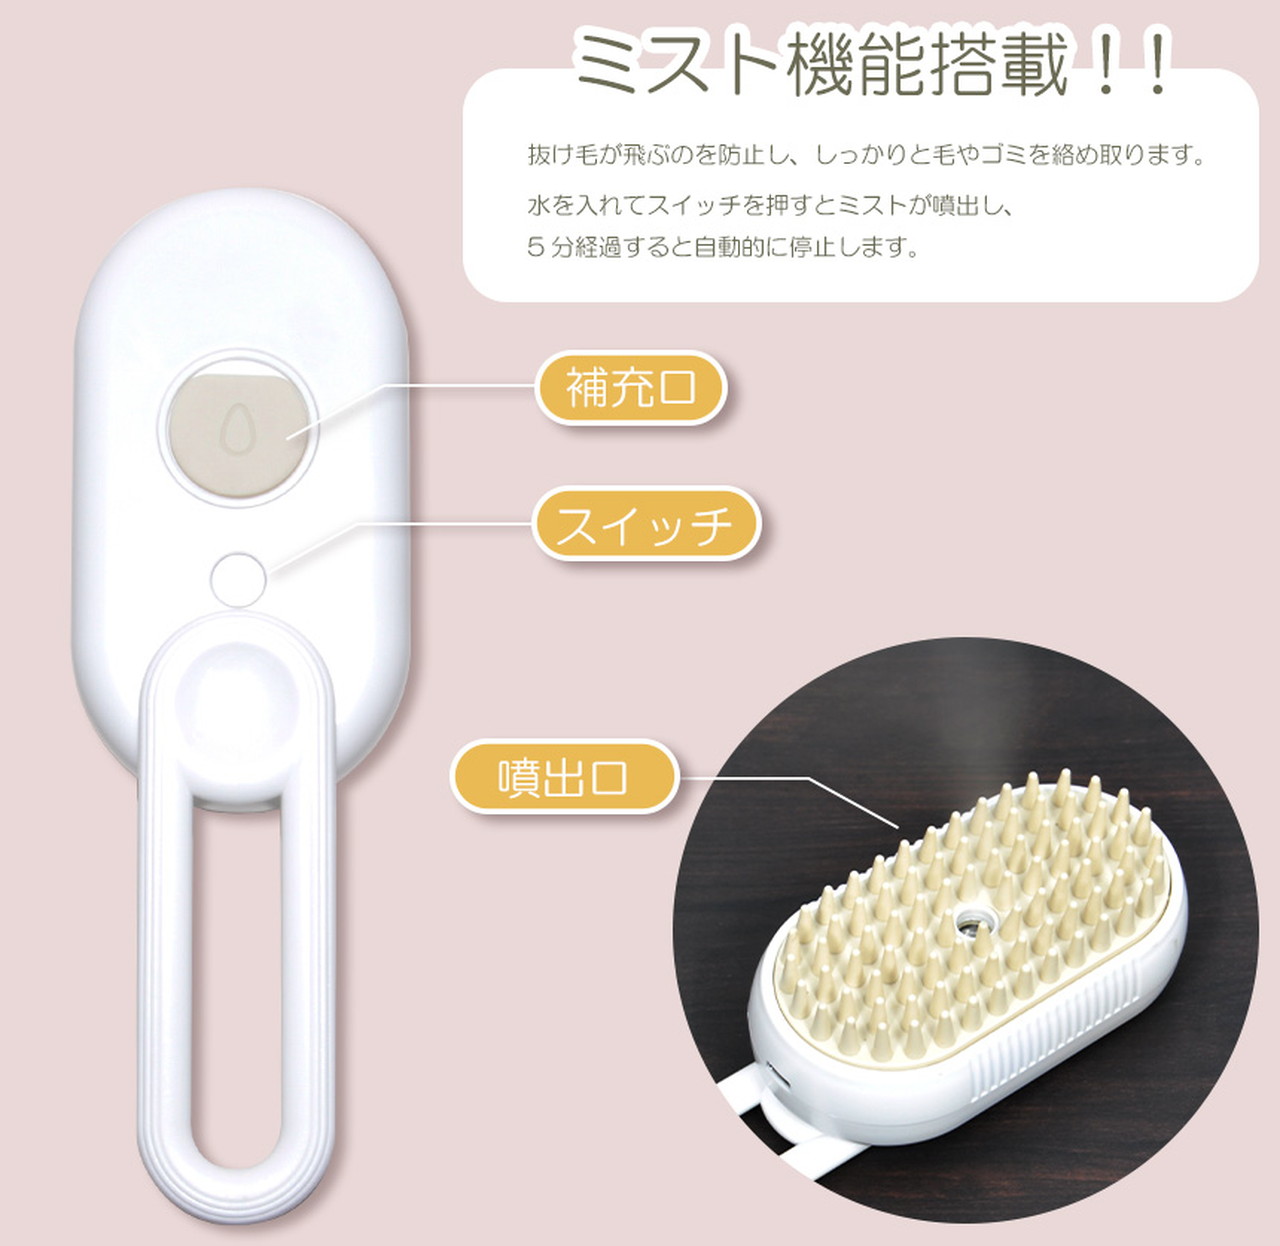 ミスト機能搭載！！
抜け毛が飛ぶのを防止し、しっかりと毛やゴミを絡め取ります。
水を入れてスイッチを押すとミストが噴出し、
5分経過すると自動的に停止します。
補充口
スイッチ
噴出口